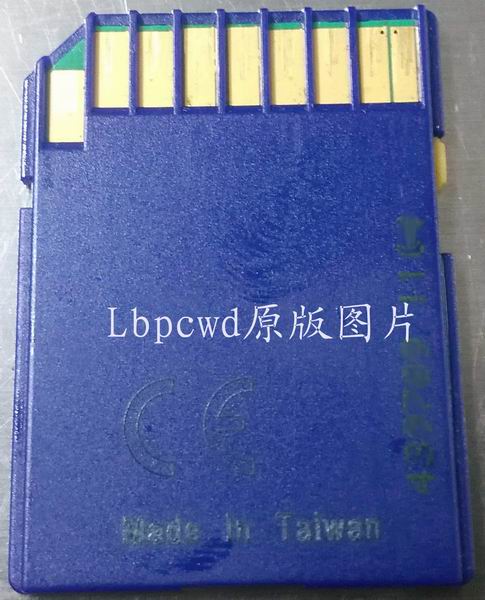 Lbpcwd原版图片
CE
Made in Taiwan